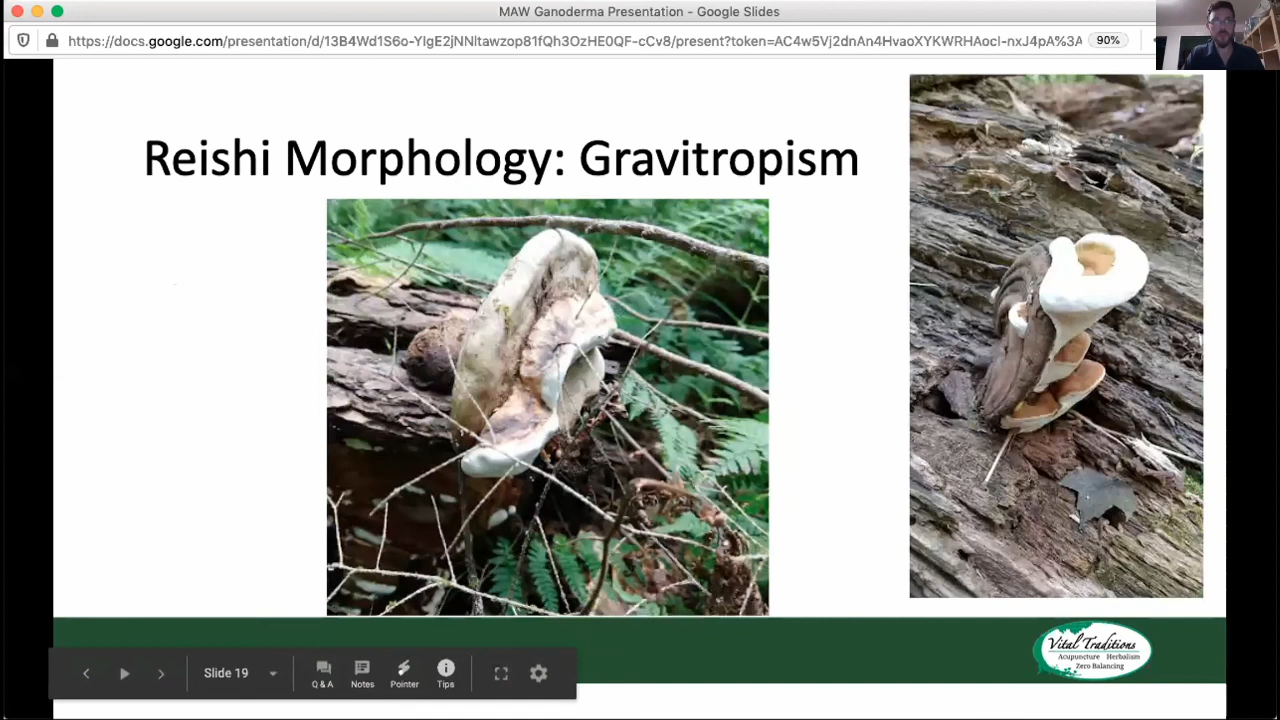 MAW Ganoderma Presentation - Google Slides
https://docs.google.com/presentation/d/13B4Wd1S6o-YIgE2jNNltawzop81fQh3OzHE0QF-cCv8/present?token=AC4w5Vj2dnAn4HvaoXYKWRHAocI-nxJ4pA%3A
90%
Reishi Morphology: Gravitropism
Vital Traditions
Acupuncture Herbalism
Zero Balancing
Slide 19
Q & A
Notes
Pointer
Tips